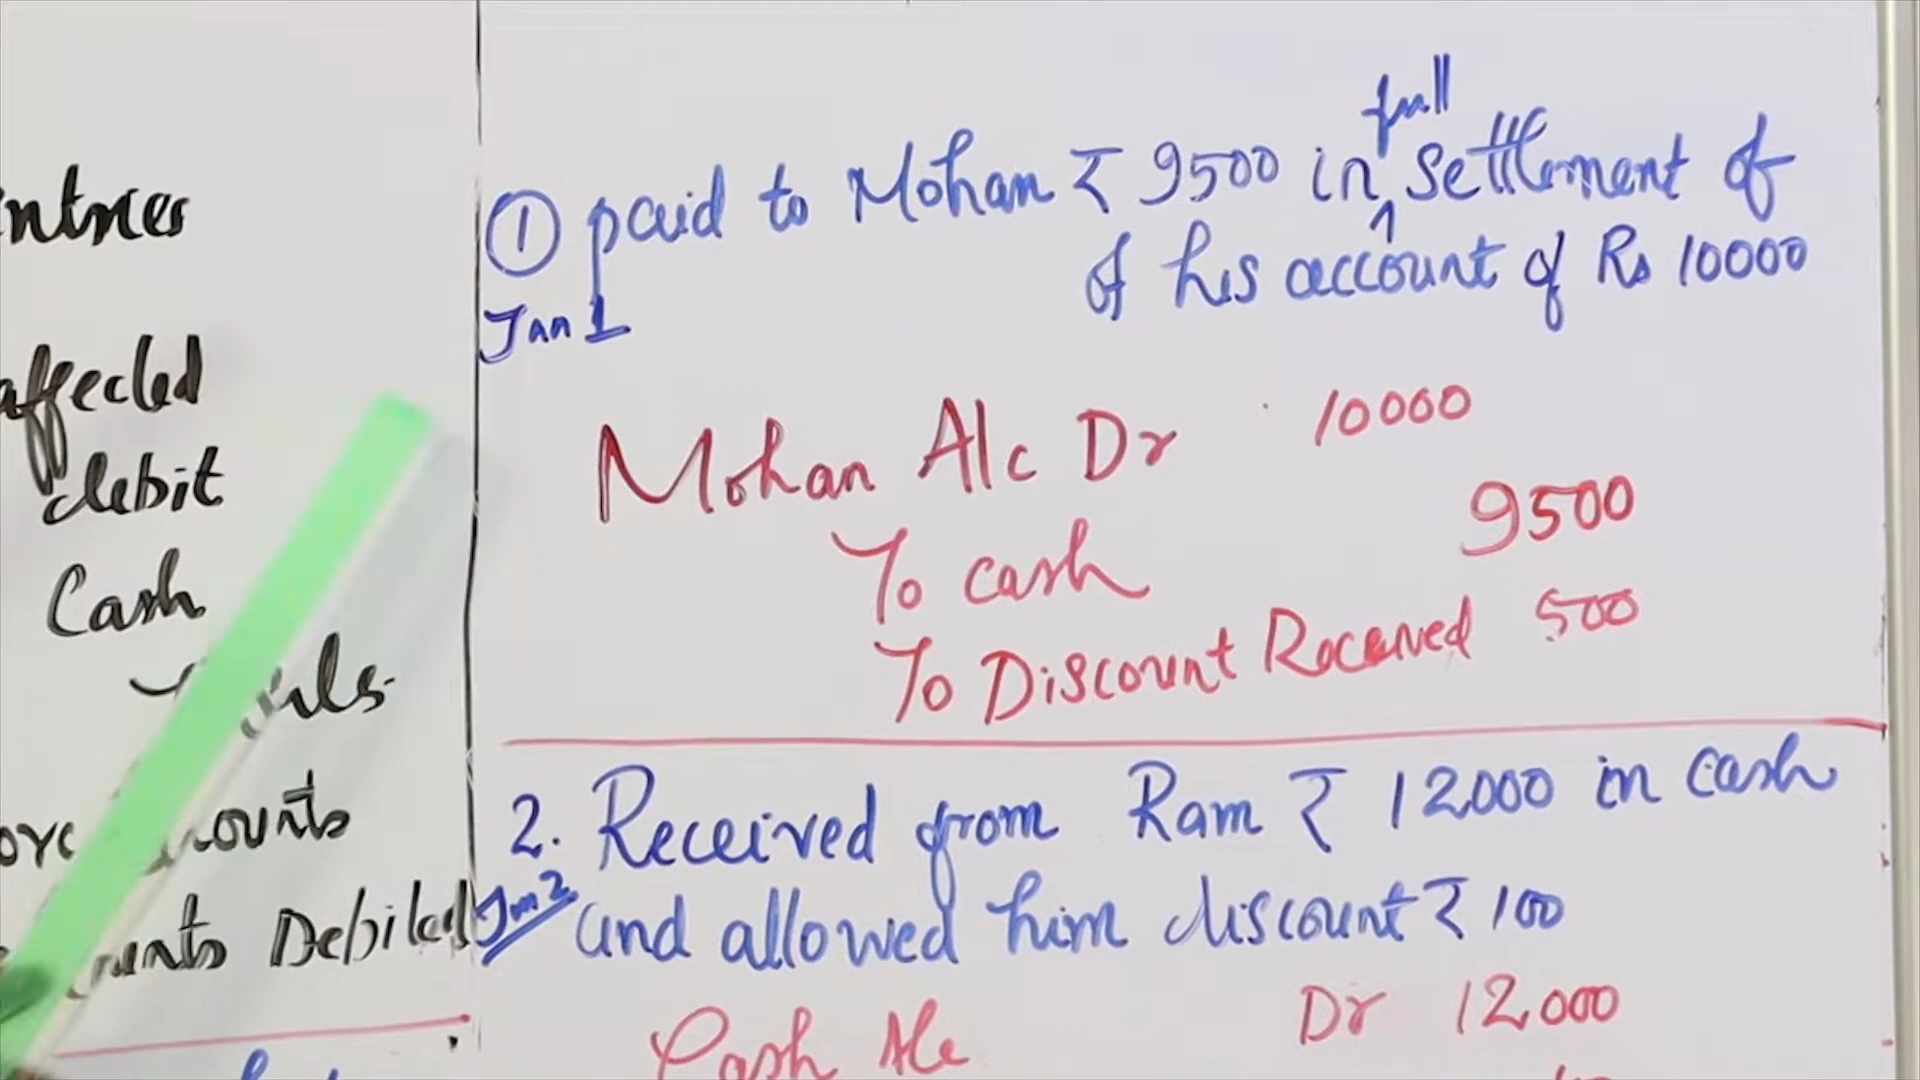 affected
debit
Cash
Debited
full
① paid to Mohan ₹ 9500 in ^ settlement of
of his account of Rs 10000
Jan 1
Mohan A/c Dr 10000
To cash 9500
To Discount Received 500
2. Received from Ram ₹ 12000 in cash
Jan 2 and allowed him discount ₹ 100
Cash A/c Dr 12,000